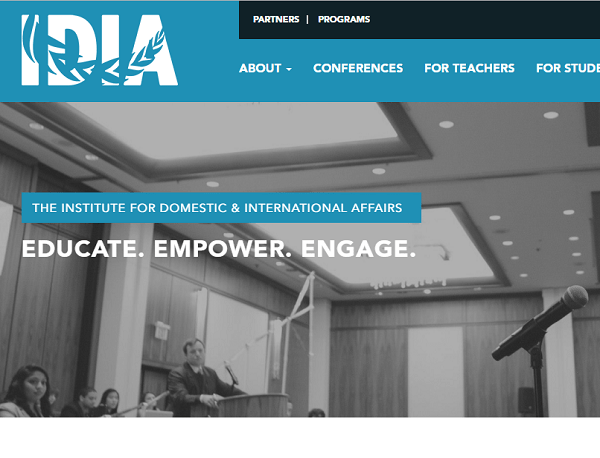 IDIA
PARTNERS | PROGRAMS
ABOUT CONFERENCES FOR TEACHERS FOR STUDE
THE INSTITUTE FOR DOMESTIC & INTERNATIONAL AFFAIRS
EDUCATE. EMPOWER. ENGAGE.